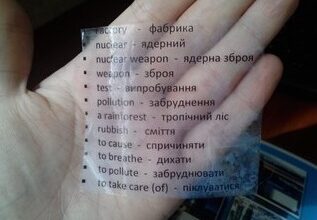 factory - фабрика
nuclear - ядерний
nuclear weapon - ядерна зброя
weapon - зброя
test - випробування
pollution - забруднення
a rainforest - тропічний ліс
rubbish - сміття
to cause - спричиняти
to breathe - дихати
to pollute - забруднювати
to take care (of) - піклуватися